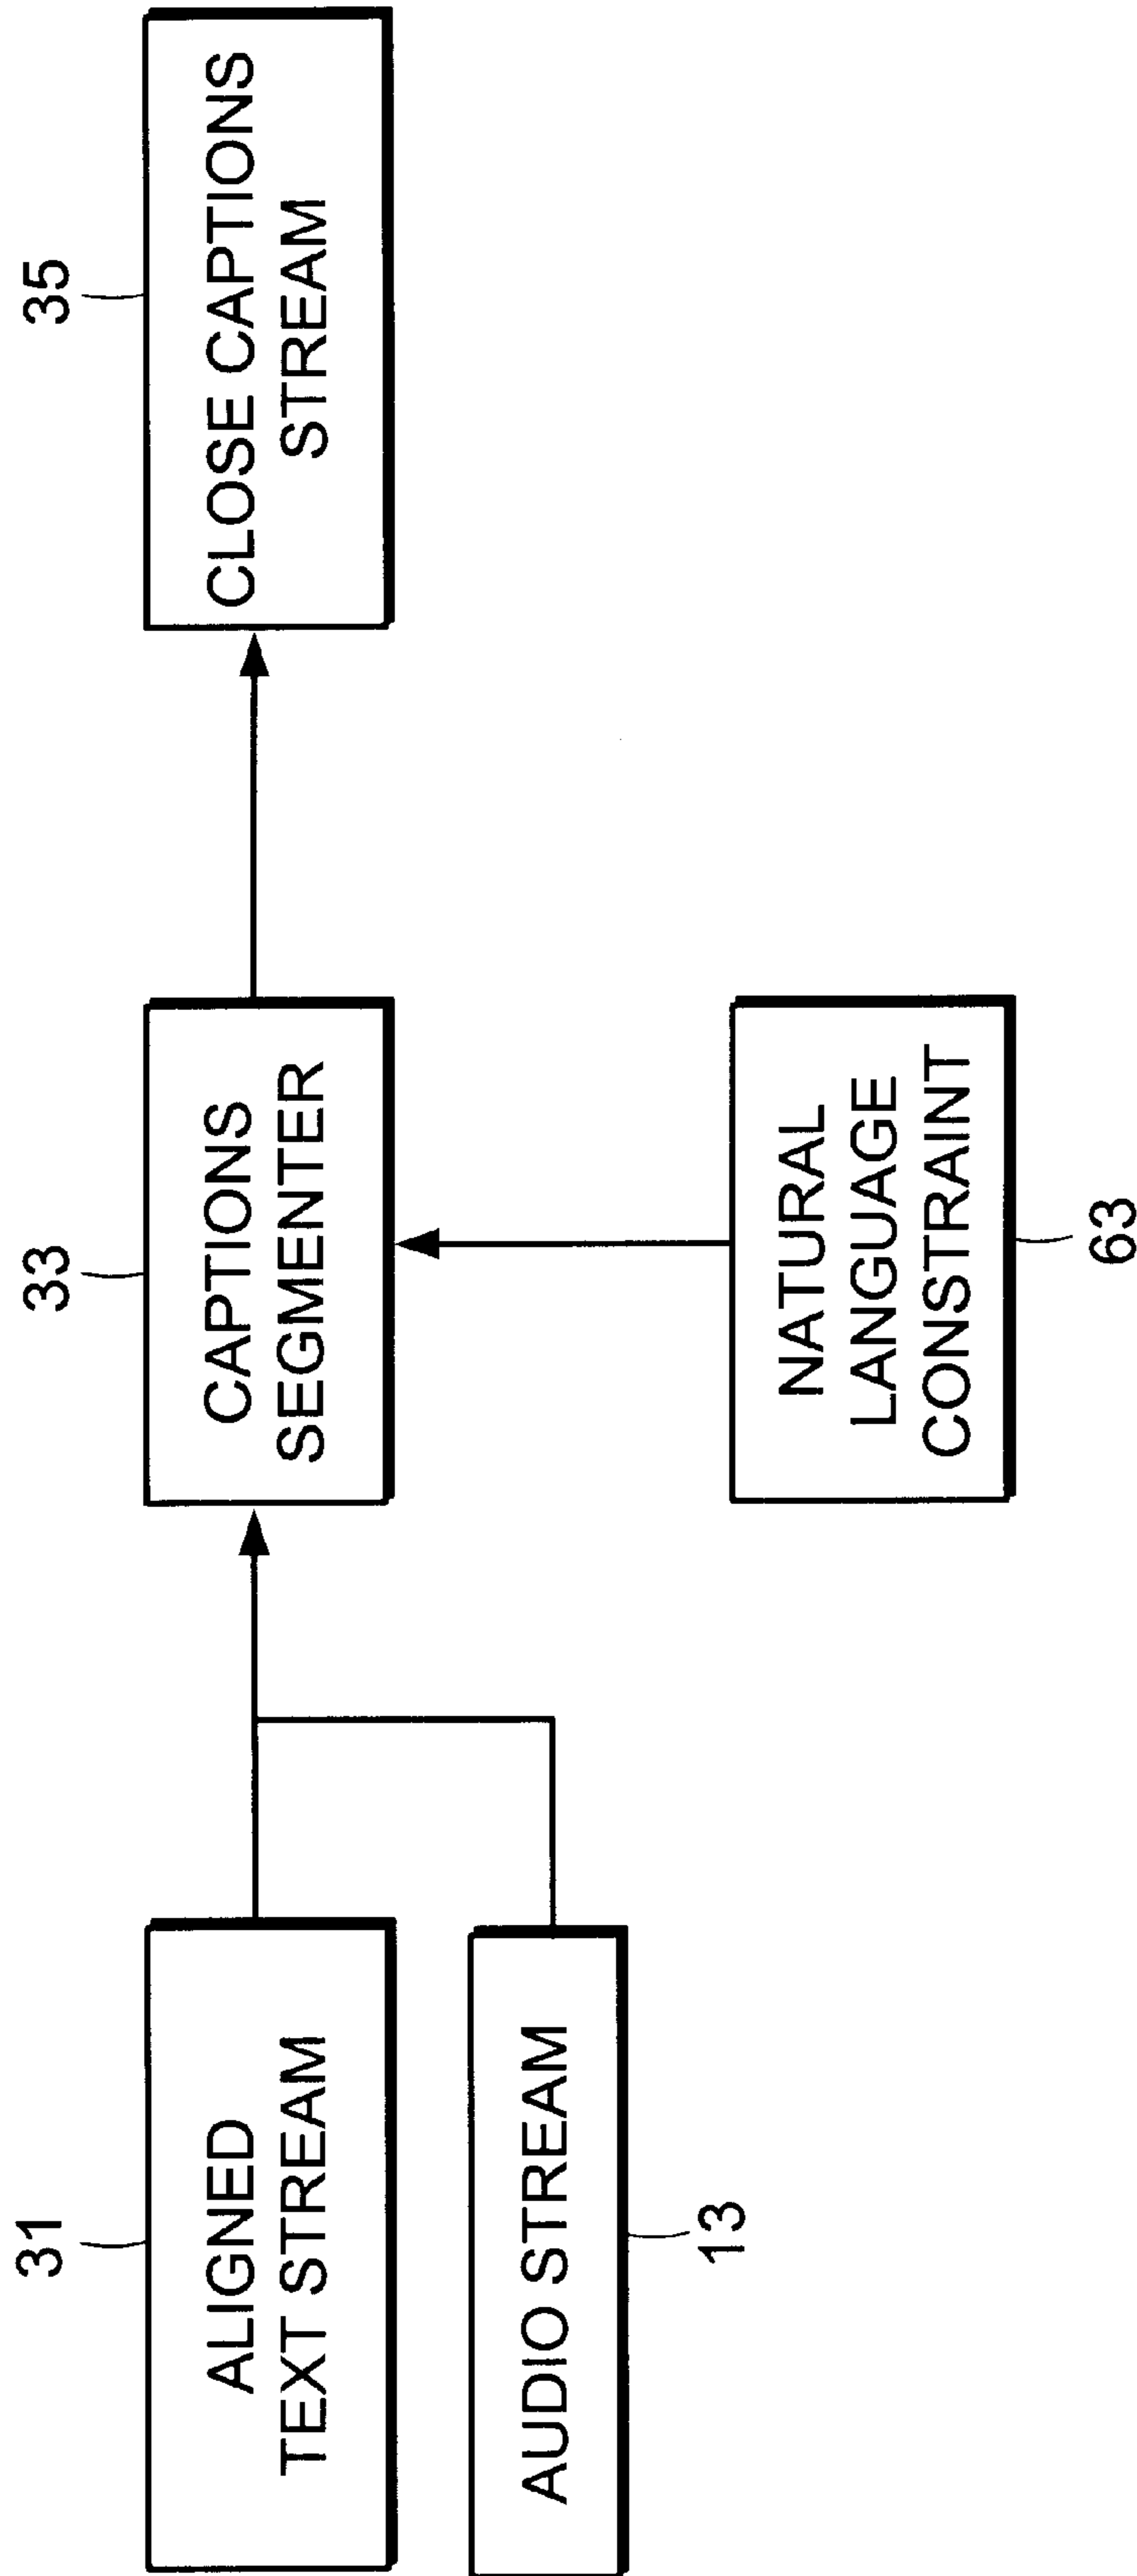 31
ALIGNED
TEXT STREAM
AUDIO STREAM
13
33
CAPTIONS
SEGMENTER
NATURAL
LANGUAGE
CONSTRAINT
63
35
CLOSE CAPTIONS
STREAM